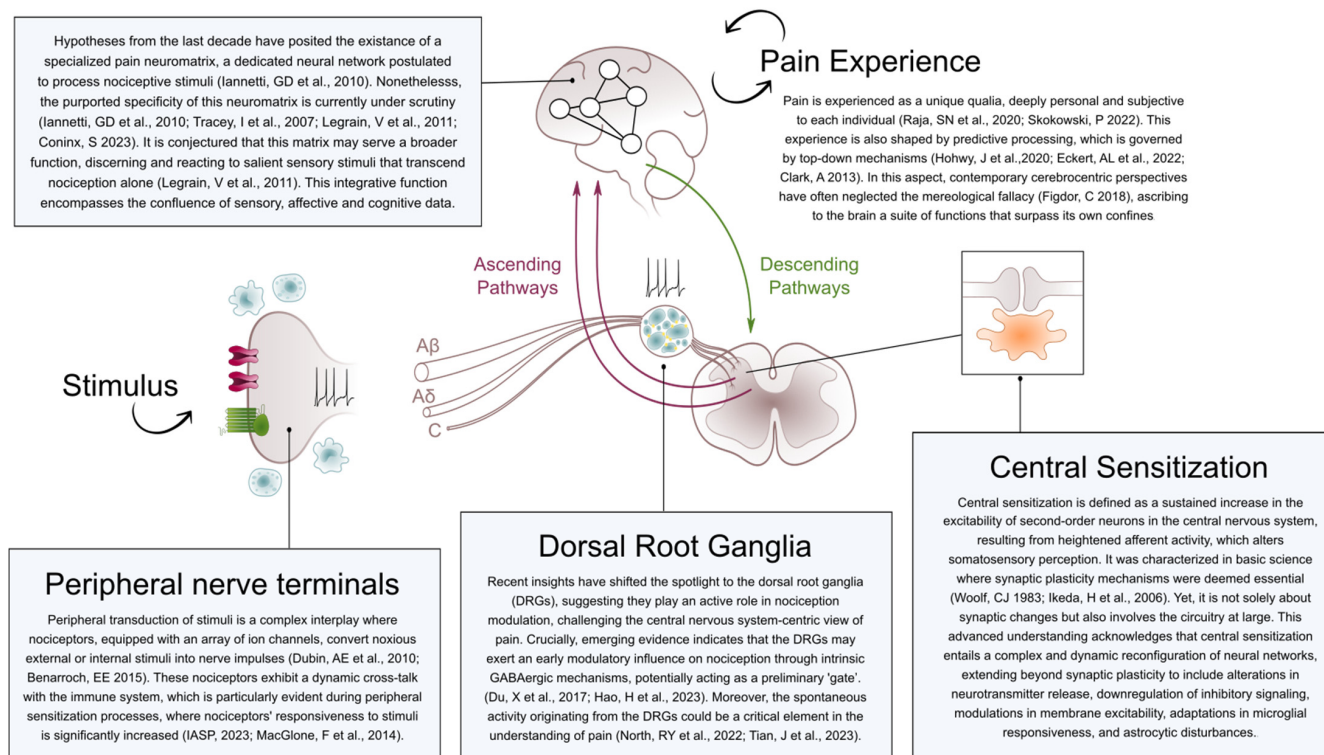 Hypotheses from the last decade have posited the existance of a
specialized pain neuromatrix, a dedicated neural network postulated
to process nociceptive stimuli (Iannetti, GD et al., 2010). Nonethelesss,
the purported specificity of this neuromatrix is currently under scrutiny
(Iannetti, GD et al., 2010; Tracey, I et al., 2007; Legrain, V et al., 2011;
Coninx, S 2023). It is conjectured that this matrix may serve a broader
function, discerning and reacting to salient sensory stimuli that transcend
nociception alone (Legrain, V et al., 2011). This integrative function
encompasses the confluence of sensory, affective and cognitive data.
Pain Experience
Pain is experienced as a unique qualia, deeply personal and subjective
to each individual (Raja, SN et al., 2020; Skokowski, P 2022). This
experience is also shaped by predictive processing, which is governed
by top-down mechanisms (Hohwy, J et al.,2020; Eckert, AL et al., 2022;
Clark, A 2013). In this aspect, contemporary cerebrocentric perspectives
have often neglected the mereological fallacy (Figdor, C 2018), ascribing
to the brain a suite of functions that surpass its own confines
Ascending
Pathways
Descending
Pathways
Stimulus
Aβ
Aδ
C
Peripheral nerve terminals
Peripheral transduction of stimuli is a complex interplay where
nociceptors, equipped with an array of ion channels, convert noxious
external or internal stimuli into nerve impulses (Dubin, AE et al., 2010;
Benarroch, EE 2015). These nociceptors exhibit a dynamic cross-talk
with the immune system, which is particularly evident during peripheral
sensitization processes, where nociceptors' responsiveness to stimuli
is significantly increased (IASP, 2023; MacGlone, F et al., 2014).
Dorsal Root Ganglia
Recent insights have shifted the spotlight to the dorsal root ganglia
(DRGs), suggesting they play an active role in nociception
modulation, challenging the central nervous system-centric view of
pain. Crucially, emerging evidence indicates that the DRGs may
exert an early modulatory influence on nociception through intrinsic
GABAergic mechanisms, potentially acting as a preliminary 'gate'.
(Du, X et al., 2017; Hao, H et al., 2023). Moreover, the spontaneous
activity originating from the DRGs could be a critical element in the
understanding of pain (North, RY et al., 2022; Tian, J et al., 2023).
Central Sensitization
Central sensitization is defined as a sustained increase in the
excitability of second-order neurons in the central nervous system,
resulting from heightened afferent activity, which alters
somatosensory perception. It was characterized in basic science
where synaptic plasticity mechanisms were deemed essential
(Woolf, CJ 1983; Ikeda, H et al., 2006). Yet, it is not solely about
synaptic changes but also involves the circuitry at large. This
advanced understanding acknowledges that central sensitization
entails a complex and dynamic reconfiguration of neural networks,
extending beyond synaptic plasticity to include alterations in
neurotransmitter release, downregulation of inhibitory signaling,
modulations in membrane excitability, adaptations in microglial
responsiveness, and astrocytic disturbances.